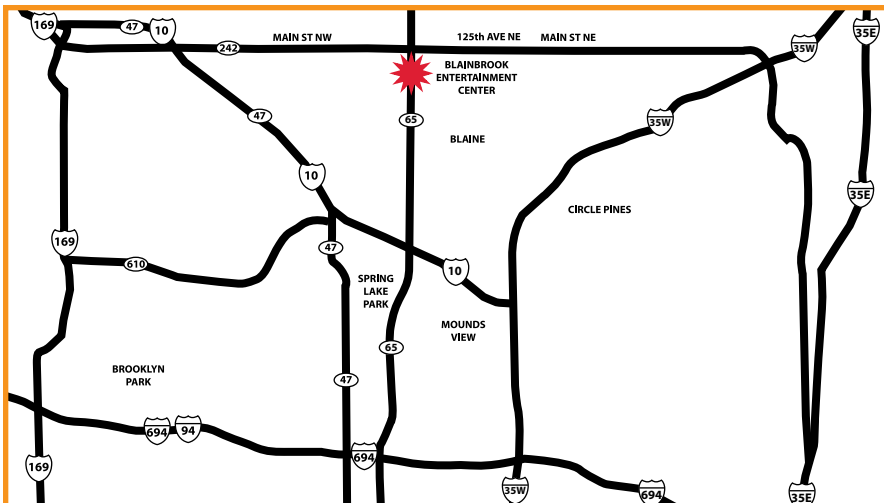 169
47
10
242
MAIN ST NW
125th AVE NE
MAIN ST NE
35W
35E
BLAINBROOK
ENTERTAINMENT
CENTER
47
65
35W
BLAINE
10
35E
CIRCLE PINES
169
47
610
10
SPRING
LAKE
PARK
MOUNDS
VIEW
65
BROOKLYN
PARK
47
694
94
694
169
35W
694
35E